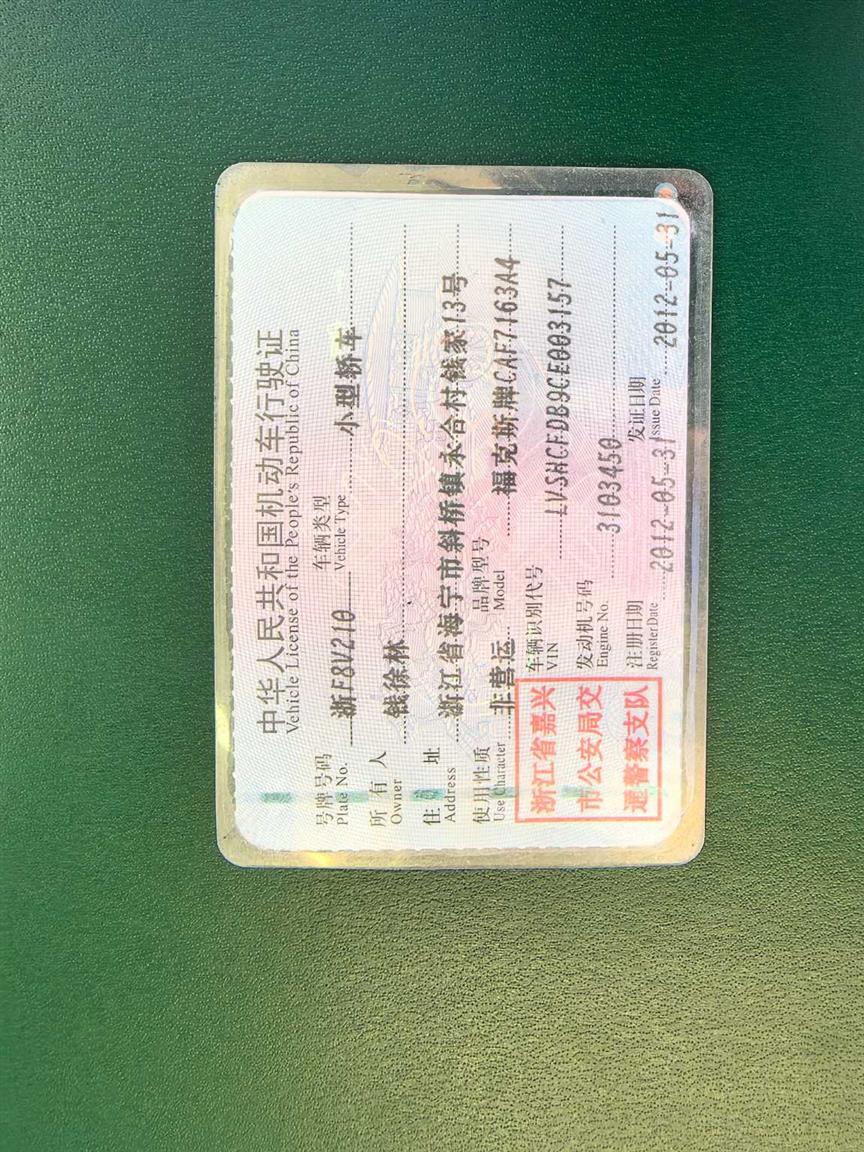 中华人民共和国机动车行驶证
Vehicle License of the People's Republic of China
号牌号码 浙F8V210 车辆类型 小型轿车
Plate No. Vehicle Type
所有人 钱徐林
Owner
住址 浙江省海宁市斜桥镇永合村钱家13号
Address
使用性质 非营运 品牌型号 福克斯牌CAF7163A4
Use Character Model
浙江省嘉兴
市公安局交
通警察支队
车辆识别代号 LVSHCFDB9CE003157
VIN
发动机号码 3103450
Engine No.
注册日期 2012-05-31 发证日期 2012-05-31
Register Date Issue Date